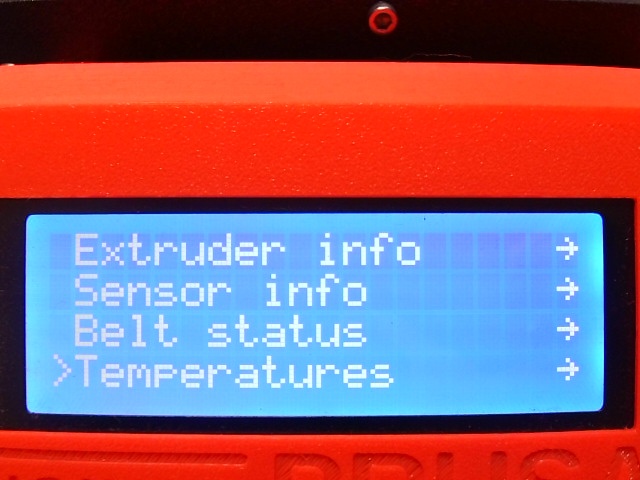 Extruder info →
Sensor info →
Belt status →
>Temperatures →